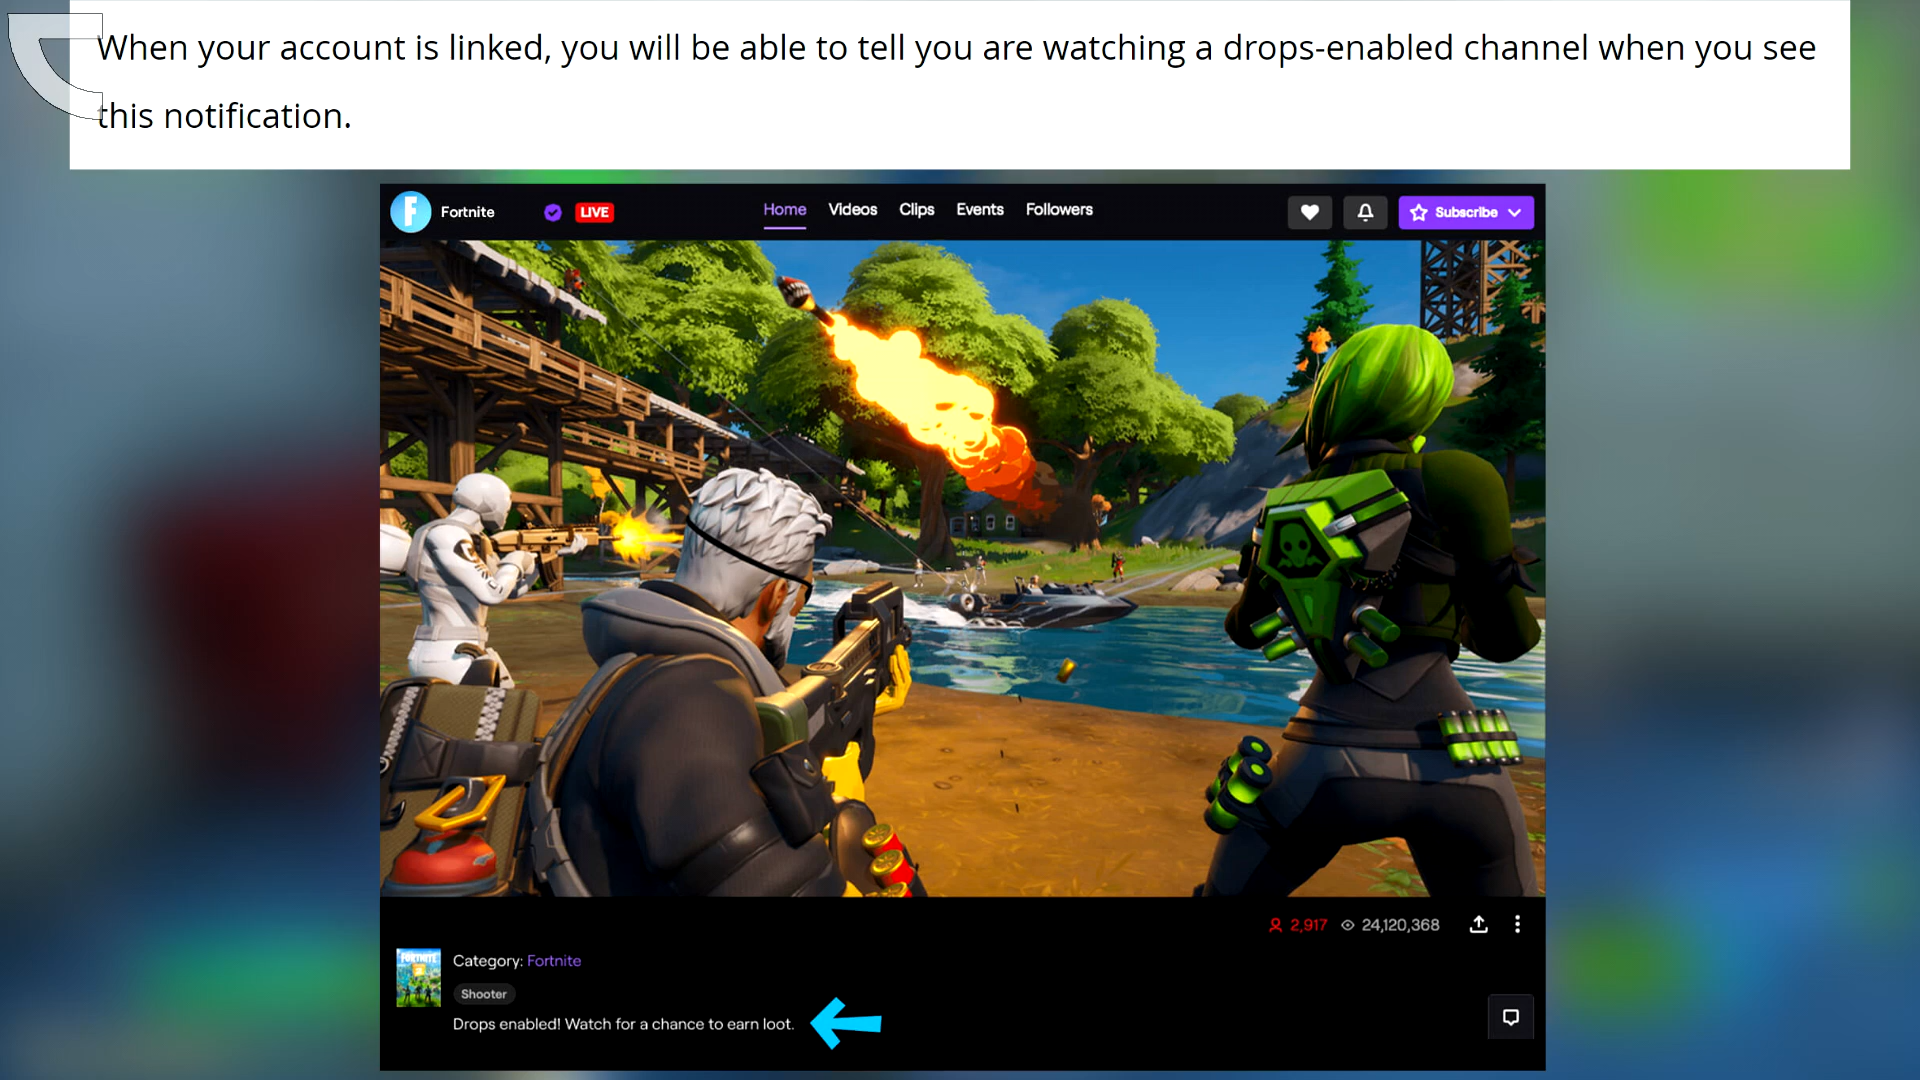 When your account is linked, you will be able to tell you are watching a drops-enabled channel when you see
this notification.
Fortnite LIVE Home Videos Clips Events Followers Subscribe
2,917 24,120,368
FORTNITE
Category: Fortnite
Shooter
Drops enabled! Watch for a chance to earn loot.